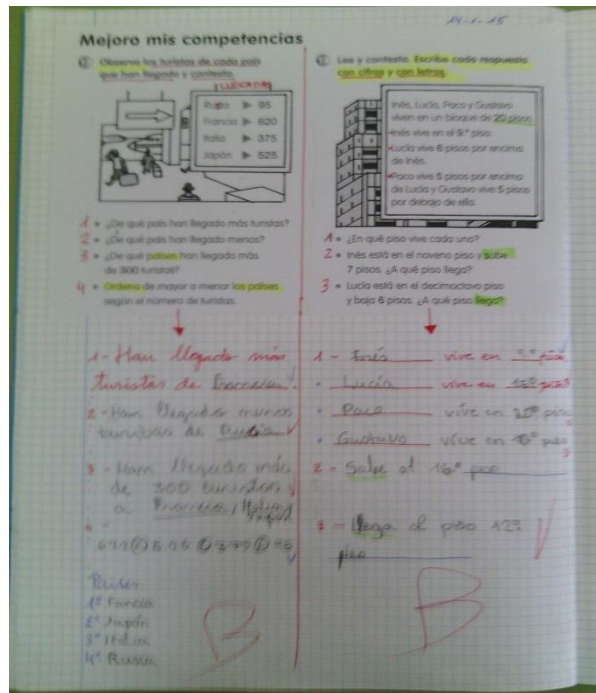 14-1-15
Mejoro mis competencias
Observa los turistas de cada país
que han llegado y contesta.
LLEGADAS
Rusia 95
Francia 620
Italia 375
Japón 525
1 • ¿De qué país han llegado más turistas?
2 • ¿De qué país han llegado menos?
3 • ¿De qué países han llegado más
de 300 turistas?
4 • Ordena de mayor a menor los países
según el número de turistas.
1- Han llegado más
turistas de Francia.
2- Han llegado menos
turistas de Rusia
3- Han llegado más
de 300 turistas
a Francia, Italia
4-
Países
1º Francia
2º Japón
3º Italia
4º Rusia
B
2 Lee y contesta. Escribe cada respuesta
con cifras y con letras.
Inés, Lucía, Paco y Gustavo
viven en un bloque de 29 pisos.
Inés vive en el 9.º piso.
Lucía vive 6 pisos por encima
de Inés.
Paco vive 5 pisos por encima
de Lucía y Gustavo vive 5 pisos
por debajo de ella.
1 • ¿En qué piso vive cada uno?
2 • Inés está en el noveno piso y sube
7 pisos. ¿A qué piso llega?
3 • Lucía está en el decimoctavo piso
y baja 6 pisos. ¿A qué piso llega?
1 - Inés vive en
• Lucía vive en
• Paco vive en 20º piso
• Gustavo vive en 10º piso
2 - Sube al 16º piso
3 - Llega al piso 12º
piso
B